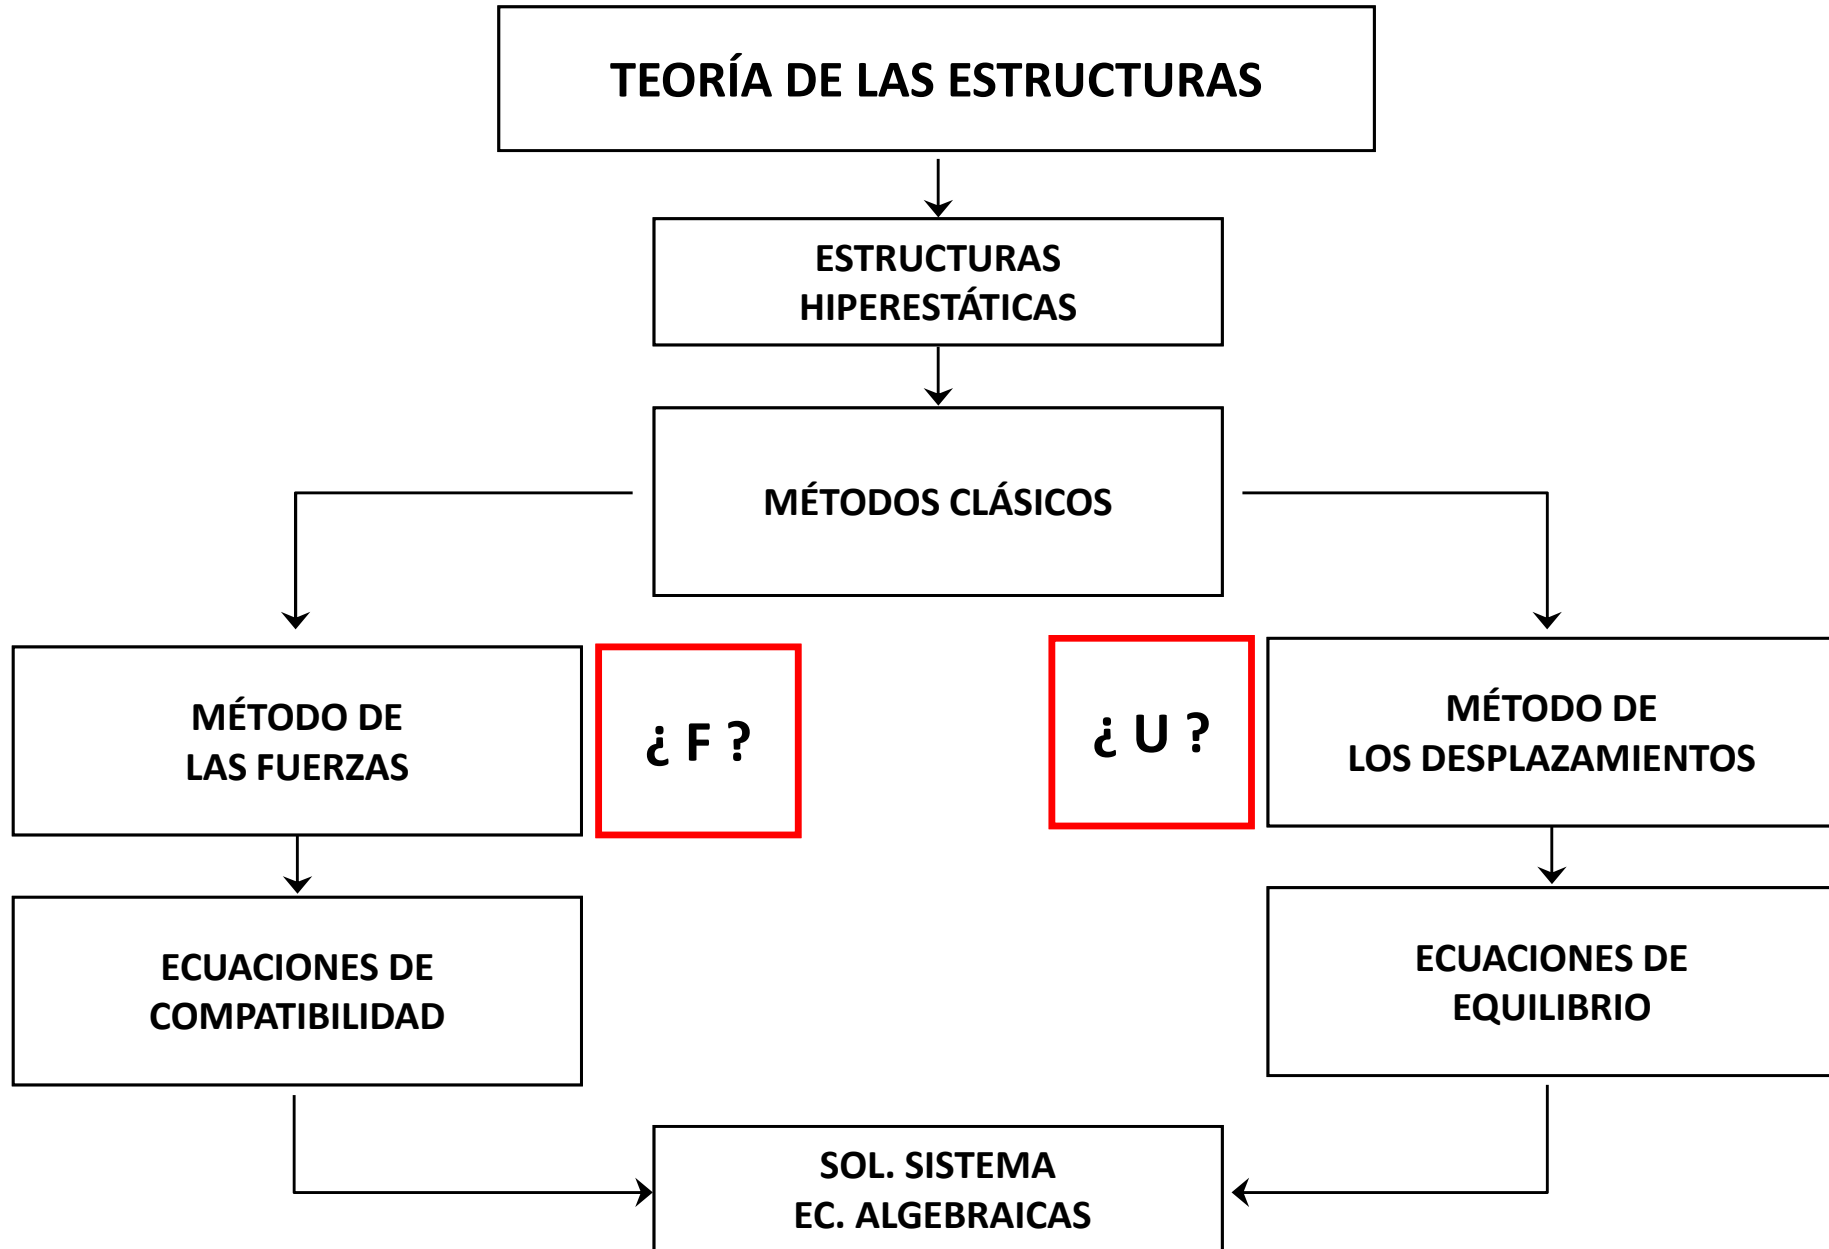 TEORÍA DE LAS ESTRUCTURAS
ESTRUCTURAS
HIPERESTÁTICAS
MÉTODOS CLÁSICOS
MÉTODO DE
LAS FUERZAS
¿ F ?
¿ U ?
MÉTODO DE
LOS DESPLAZAMIENTOS
ECUACIONES DE
COMPATIBILIDAD
ECUACIONES DE
EQUILIBRIO
SOL. SISTEMA
EC. ALGEBRAICAS